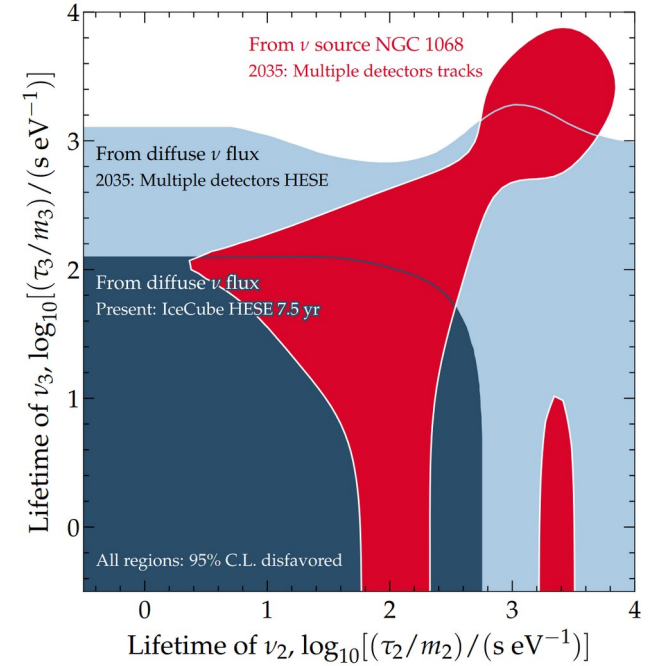 From ν source NGC 1068
2035: Multiple detectors tracks
From diffuse ν flux
2035: Multiple detectors HESE
From diffuse ν flux
Present: IceCube HESE 7.5 yr
All regions: 95% C.L. disfavored
Lifetime of ν₃, log₁₀[(τ₃/m₃)/(s eV⁻¹)]
4
3
2
1
0
0 1 2 3 4
Lifetime of ν₂, log₁₀[(τ₂/m₂)/(s eV⁻¹)]